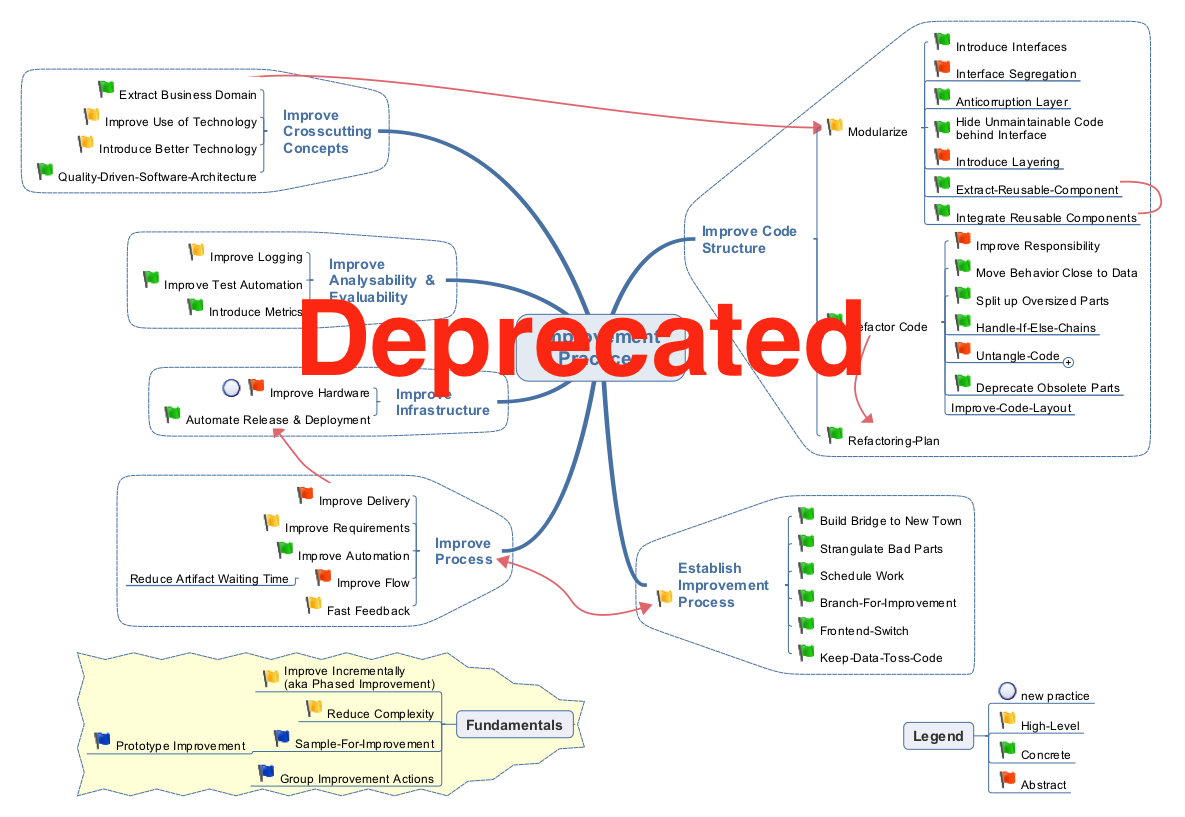 Extract Business Domain
Improve Use of Technology
Introduce Better Technology
Quality-Driven-Software-Architecture
Improve
Crosscutting
Concepts
Improve Logging
Improve Test Automation
Introduce Metrics
Improve
Analysability &
Evaluability
Improve Hardware
Automate Release & Deployment
Improve
Infrastructure
Improve Delivery
Improve Requirements
Improve Automation
Improve Flow
Reduce Artifact Waiting Time
Fast Feedback
Improve
Process
Deprecated
Improvement
Practices
Improve Code
Structure
Modularize
Introduce Interfaces
Interface Segregation
Anticorruption Layer
Hide Unmaintainable Code
behind Interface
Introduce Layering
Extract-Reusable-Component
Integrate Reusable Components
Refactor Code
Improve Responsibility
Move Behavior Close to Data
Split up Oversized Parts
Handle-If-Else-Chains
Untangle-Code
Deprecate Obsolete Parts
Improve-Code-Layout
Refactoring-Plan
Establish
Improvement
Process
Build Bridge to New Town
Strangulate Bad Parts
Schedule Work
Branch-For-Improvement
Frontend-Switch
Keep-Data-Toss-Code
Fundamentals
Improve Incrementally
(aka Phased Improvement)
Reduce Complexity
Sample-For-Improvement
Prototype Improvement
Group Improvement Actions
Legend
new practice
High-Level
Concrete
Abstract